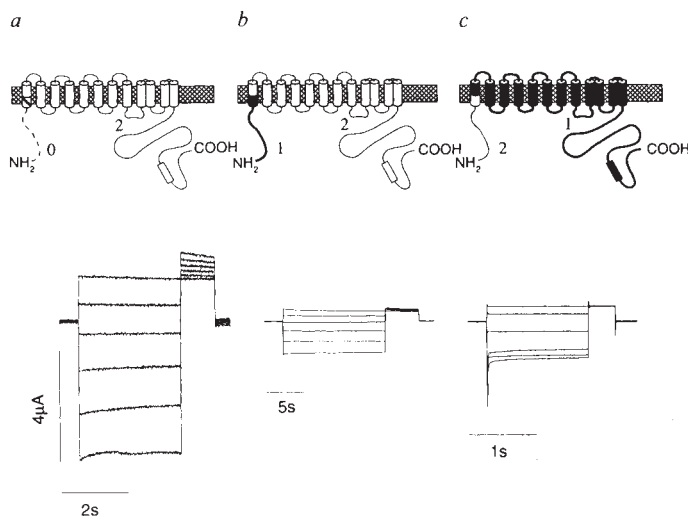 a b c
0 2 1 2 2 1
NH2 COOH NH2 COOH NH2 COOH
4μA
2s
5s
1s